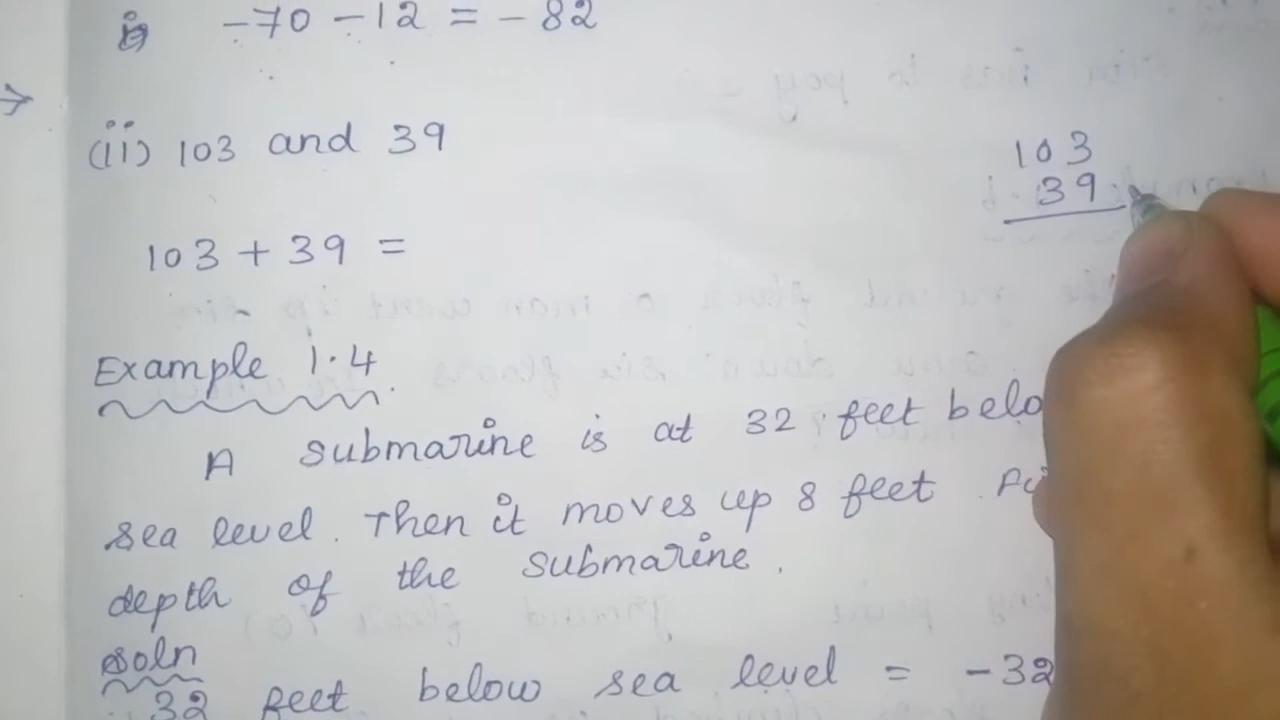 -70 -12 = - 82
(ii) 103 and 39
103
39
103 + 39 =
Example 1.4
A submarine is at 32 feet belo
sea level. Then it moves up 8 feet.
depth of the submarine.
Soln
32 feet below sea level = -32